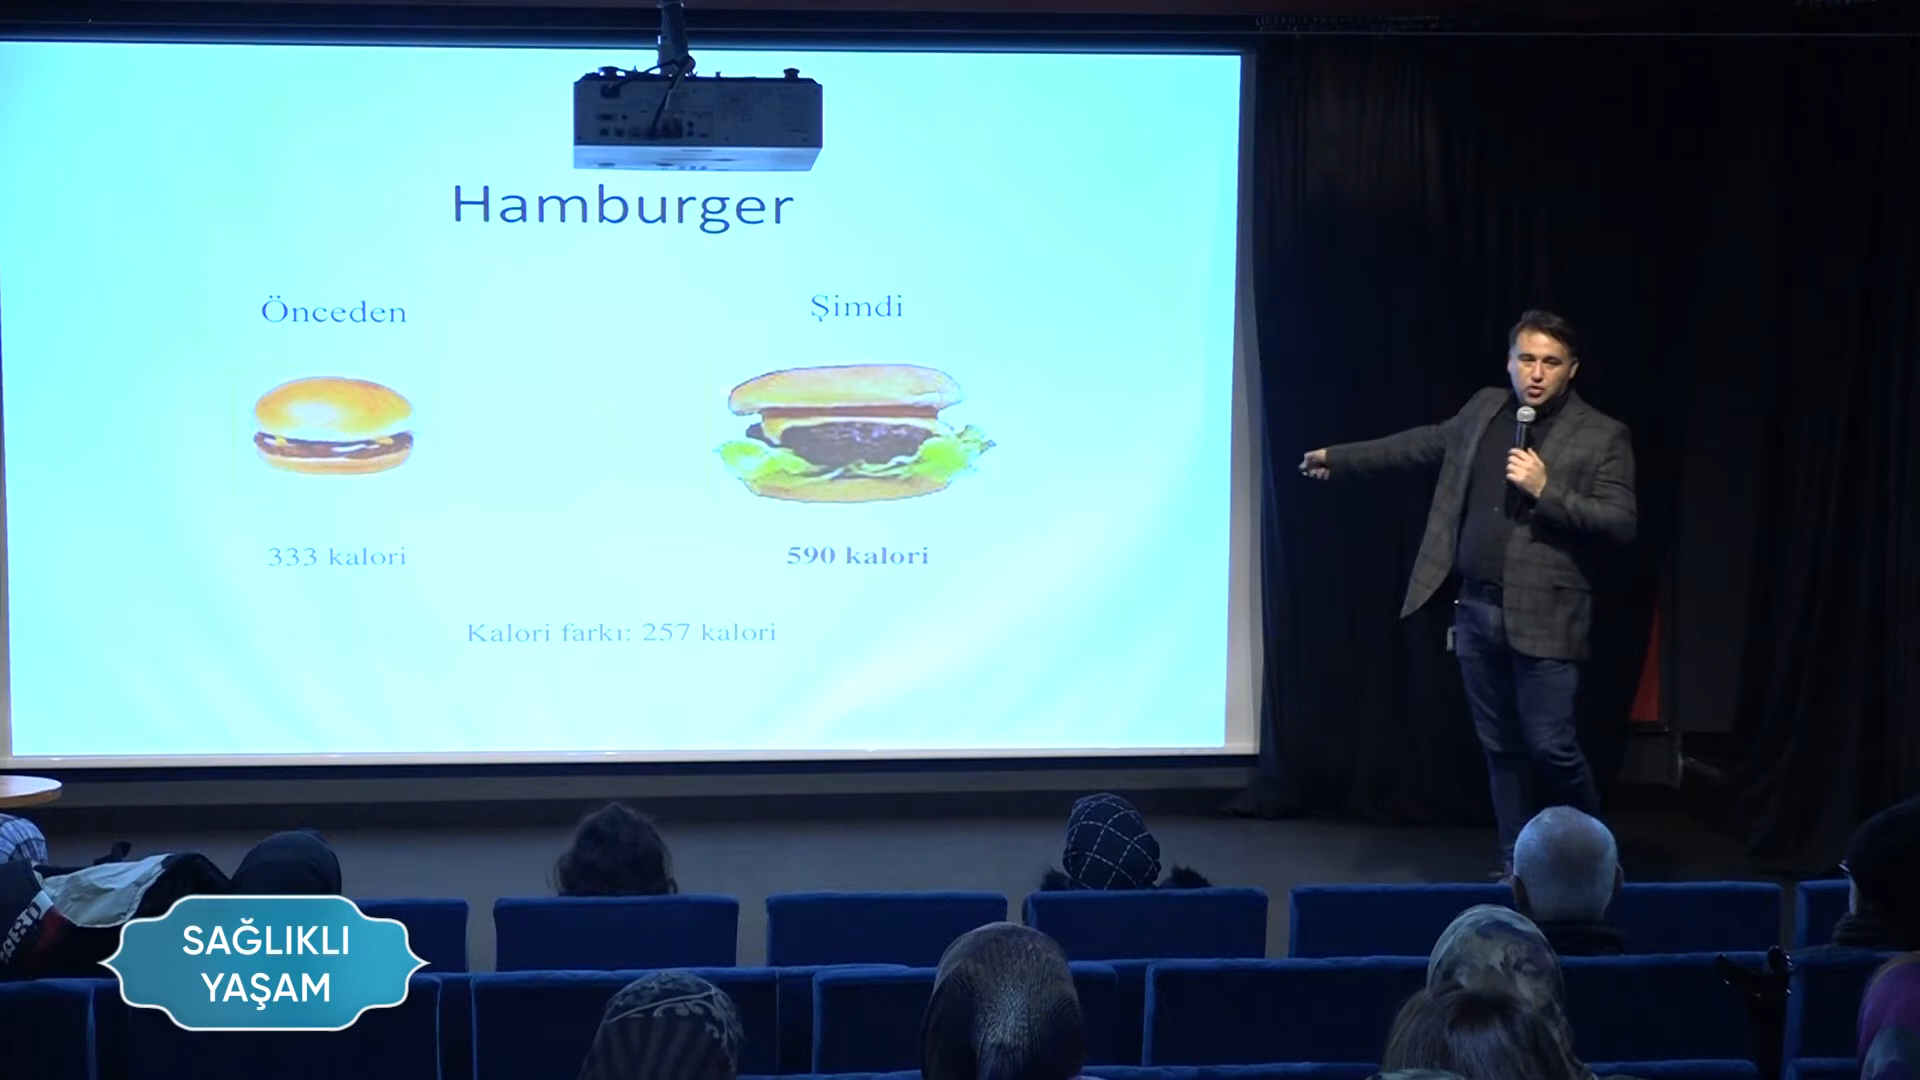 Hamburger
Önceden
Şimdi
333 kalori
590 kalori
Kalori farkı: 257 kalori
SAĞLIKLI
YAŞAM